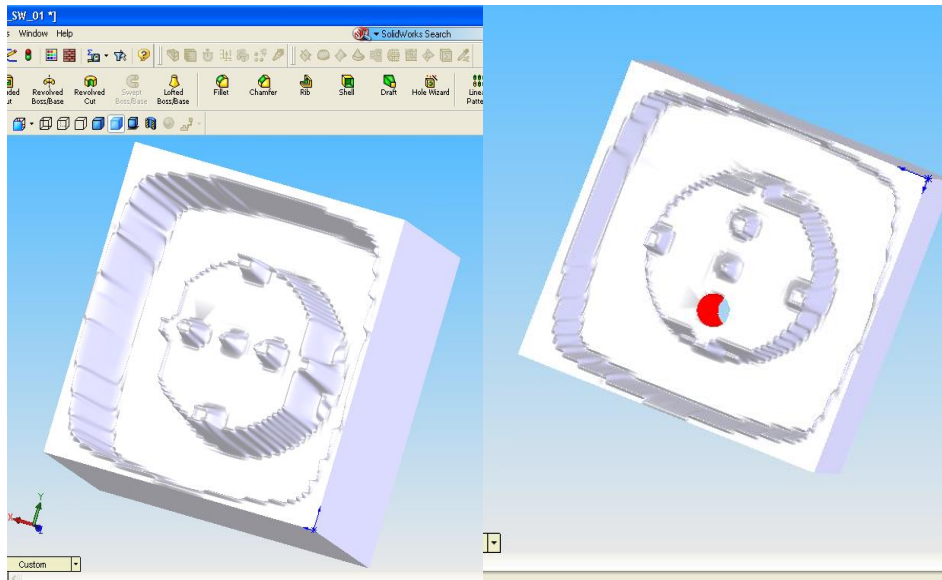 _SW_01 *]
s Window Help
SolidWorks Search
Revolved Boss/Base
Revolved Cut
Swept Boss/Base
Lofted Boss/Base
Fillet
Chamfer
Rib
Shell
Draft
Hole Wizard
Y
X
Custom